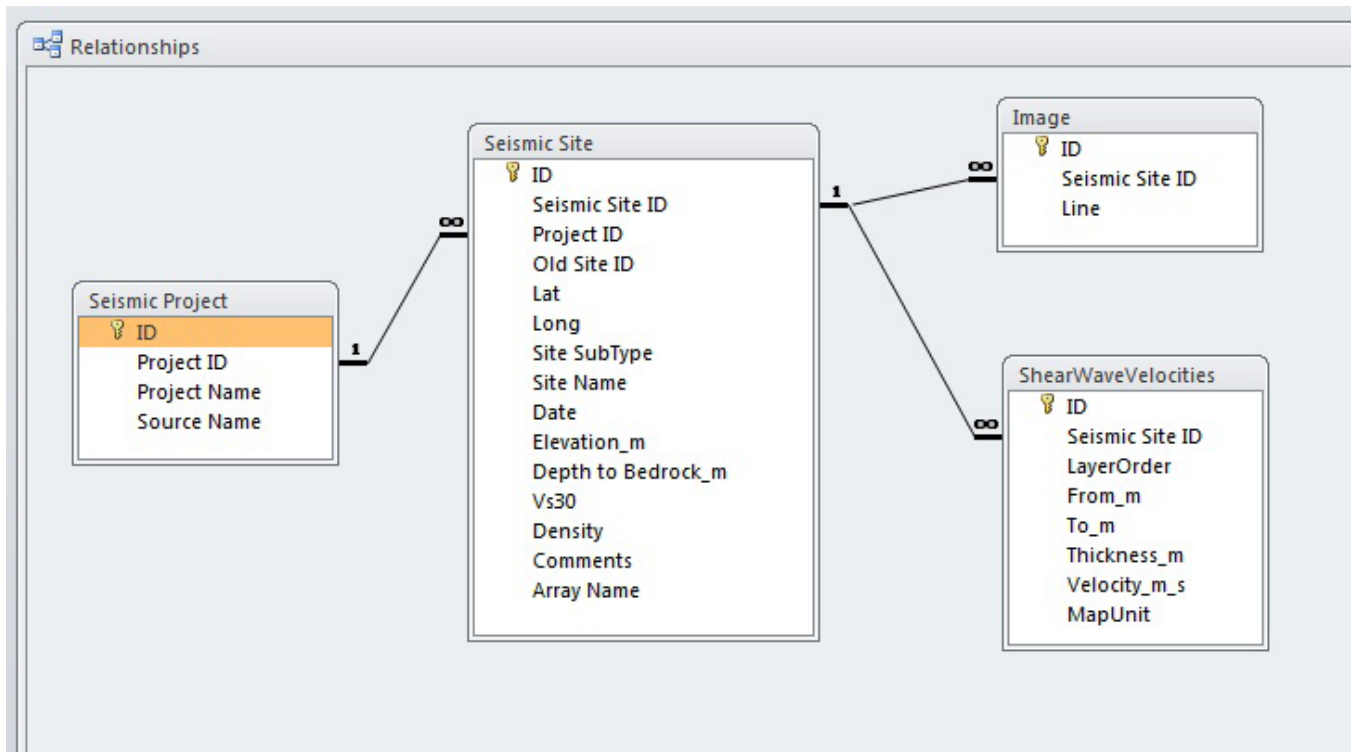 Relationships
Seismic Project
ID
Project ID
Project Name
Source Name
1
∞
Seismic Site
ID
Seismic Site ID
Project ID
Old Site ID
Lat
Long
Site SubType
Site Name
Date
Elevation_m
Depth to Bedrock_m
Vs30
Density
Comments
Array Name
1
∞
Image
ID
Seismic Site ID
Line
∞
ShearWaveVelocities
ID
Seismic Site ID
LayerOrder
From_m
To_m
Thickness_m
Velocity_m_s
MapUnit